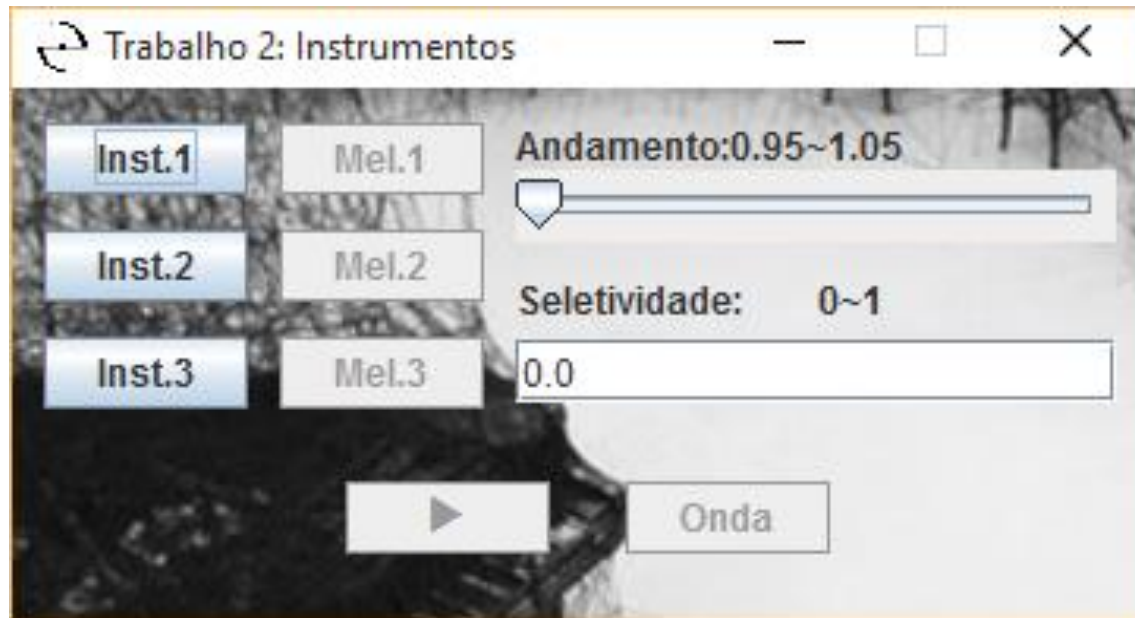 Trabalho 2: Instrumentos
Inst.1 Mel.1 Andamento:0.95~1.05
Inst.2 Mel.2 Seletividade: 0~1
Inst.3 Mel.3 0.0
Onda